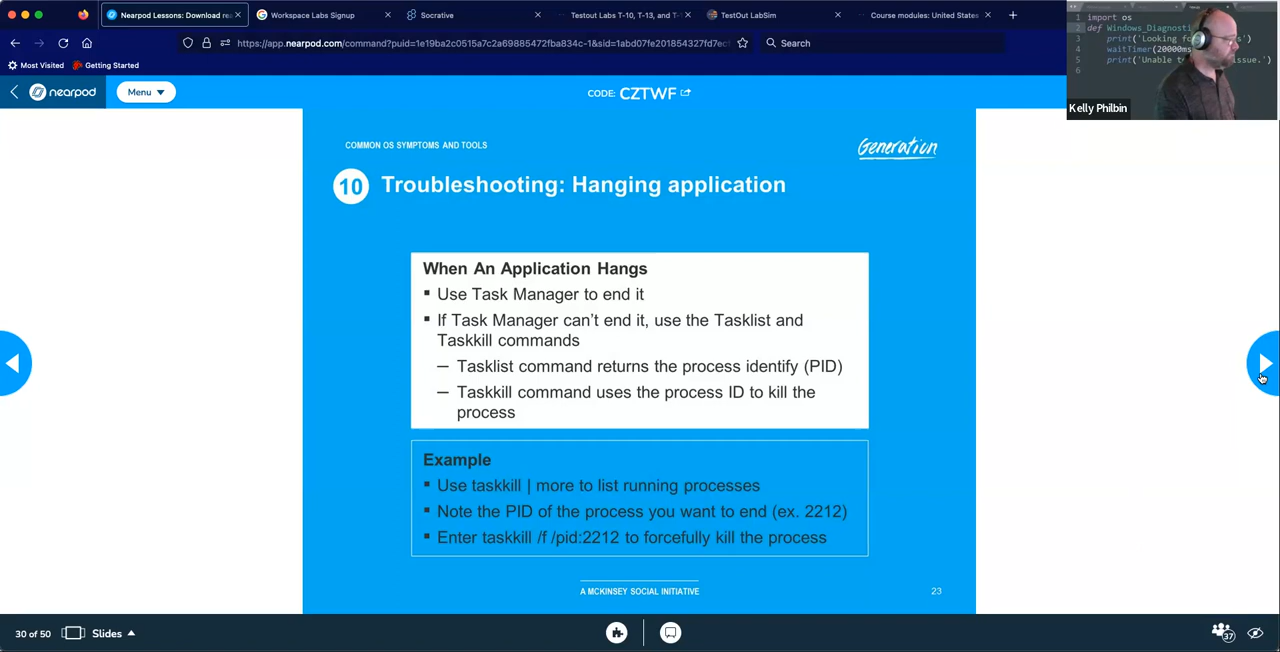 Nearpod Lessons: Download rea
Workspace Labs Signup
Socrative
Testout Labs T-10, T-13, and T-
TestOut LabSim
Course modules: United States
https://app.nearpod.com/command?puid=1e19ba2c0515a7c2a69885472fba834c-1&sid=1abd07fe201854327fd7ec
Search
Most Visited
Getting Started
nearpod
Menu
CODE: CZTWF
1 import os
2 def Windows_Diagnosti
3 print('Looking fo s')
4 waitTimer(20000ms
5 print('Unable t issue.')
6
Kelly Philbin
COMMON OS SYMPTOMS AND TOOLS
Generation
10 Troubleshooting: Hanging application
When An Application Hangs
▪ Use Task Manager to end it
▪ If Task Manager can't end it, use the Tasklist and
Taskkill commands
– Tasklist command returns the process identify (PID)
– Taskkill command uses the process ID to kill the
process
Example
▪ Use taskkill | more to list running processes
▪ Note the PID of the process you want to end (ex. 2212)
▪ Enter taskkill /f /pid:2212 to forcefully kill the process
A MCKINSEY SOCIAL INITIATIVE
23
30 of 50
Slides
37